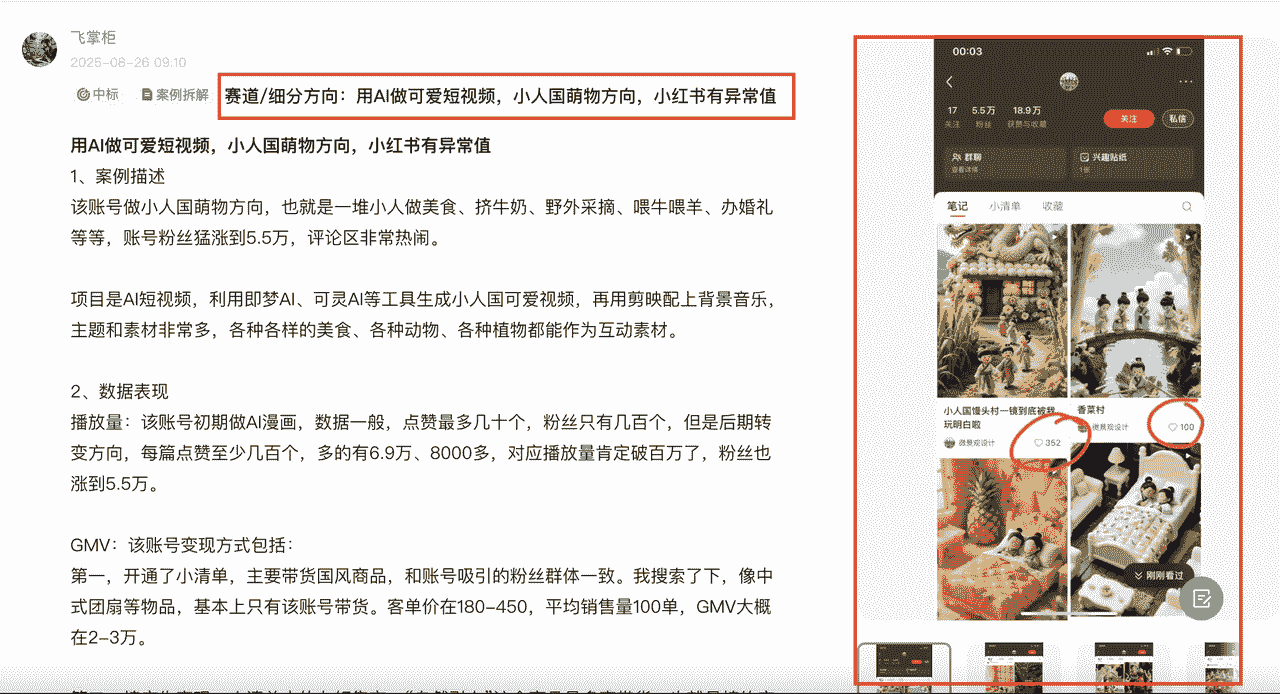 飞掌柜
2025-08-26 09:10
中标
案例拆解
赛道/细分方向：用AI做可爱短视频，小人国萌物方向，小红书有异常值
用AI做可爱短视频，小人国萌物方向，小红书有异常值
1、案例描述
该账号做小人国萌物方向，也就是一堆小人做美食、挤牛奶、野外采摘、喂牛喂羊、办婚礼
等等，账号粉丝猛涨到5.5万，评论区非常热闹。
项目是AI短视频，利用即梦AI、可灵AI等工具生成小人国可爱视频，再用剪映配上背景音乐，
主题和素材非常多，各种各样的美食、各种动物、各种植物都能作为互动素材。
2、数据表现
播放量：该账号初期做AI漫画，数据一般，点赞最多几十个，粉丝只有几百个，但是后期转
变方向，每篇点赞至少几百个，多的有6.9万、8000多，对应播放量肯定破百万了，粉丝也
涨到5.5万。
GMV：该账号变现方式包括：
第一，开通了小清单，主要带货国风商品，和账号吸引的粉丝群体一致。我搜索了下，像中
式团扇等物品，基本上只有该账号带货。客单价在180-450，平均销售量100单，GMV大概
在2-3万。
00:03
17 5.5万 18.9万
关注 粉丝 获赞与收藏
关注
私信
群聊
查看详情
兴趣贴纸
1张
笔记 小清单 收藏
小人国馒头村一镜到底被我
玩明白啦
微景观设计
352
香菜村
微景观设计
100
刚刚看过